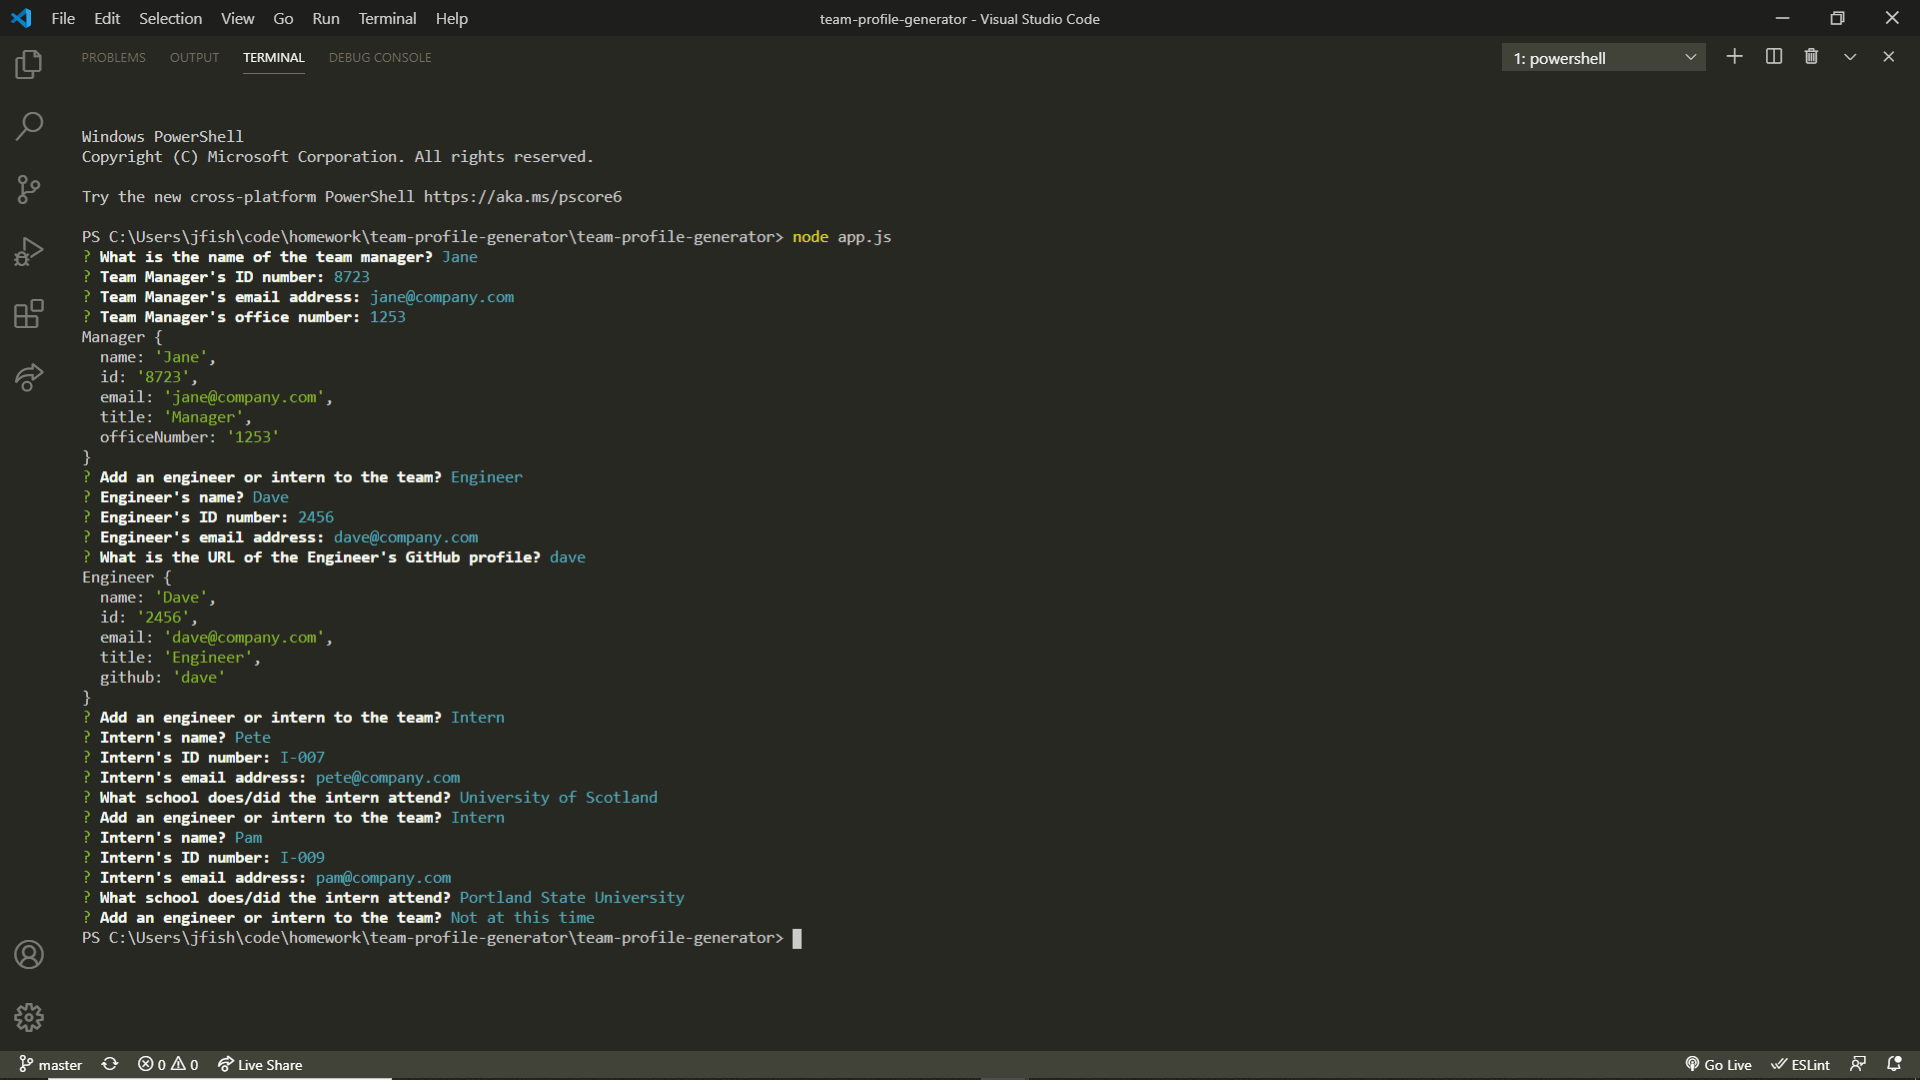 File Edit Selection View Go Run Terminal Help
team-profile-generator - Visual Studio Code
PROBLEMS OUTPUT TERMINAL DEBUG CONSOLE
1: powershell
Windows PowerShell
Copyright (C) Microsoft Corporation. All rights reserved.
Try the new cross-platform PowerShell https://aka.ms/pscore6
PS C:\Users\jfish\code\homework\team-profile-generator\team-profile-generator> node app.js
? What is the name of the team manager? Jane
? Team Manager's ID number: 8723
? Team Manager's email address: jane@company.com
? Team Manager's office number: 1253
Manager {
  name: 'Jane',
  id: '8723',
  email: 'jane@company.com',
  title: 'Manager',
  officeNumber: '1253'
}
? Add an engineer or intern to the team? Engineer
? Engineer's name? Dave
? Engineer's ID number: 2456
? Engineer's email address: dave@company.com
? What is the URL of the Engineer's GitHub profile? dave
Engineer {
  name: 'Dave',
  id: '2456',
  email: 'dave@company.com',
  title: 'Engineer',
  github: 'dave'
}
? Add an engineer or intern to the team? Intern
? Intern's name? Pete
? Intern's ID number: I-007
? Intern's email address: pete@company.com
? What school does/did the intern attend? University of Scotland
? Add an engineer or intern to the team? Intern
? Intern's name? Pam
? Intern's ID number: I-009
? Intern's email address: pam@company.com
? What school does/did the intern attend? Portland State University
? Add an engineer or intern to the team? Not at this time
PS C:\Users\jfish\code\homework\team-profile-generator\team-profile-generator>
master 0 0 Live Share Go Live ESLint